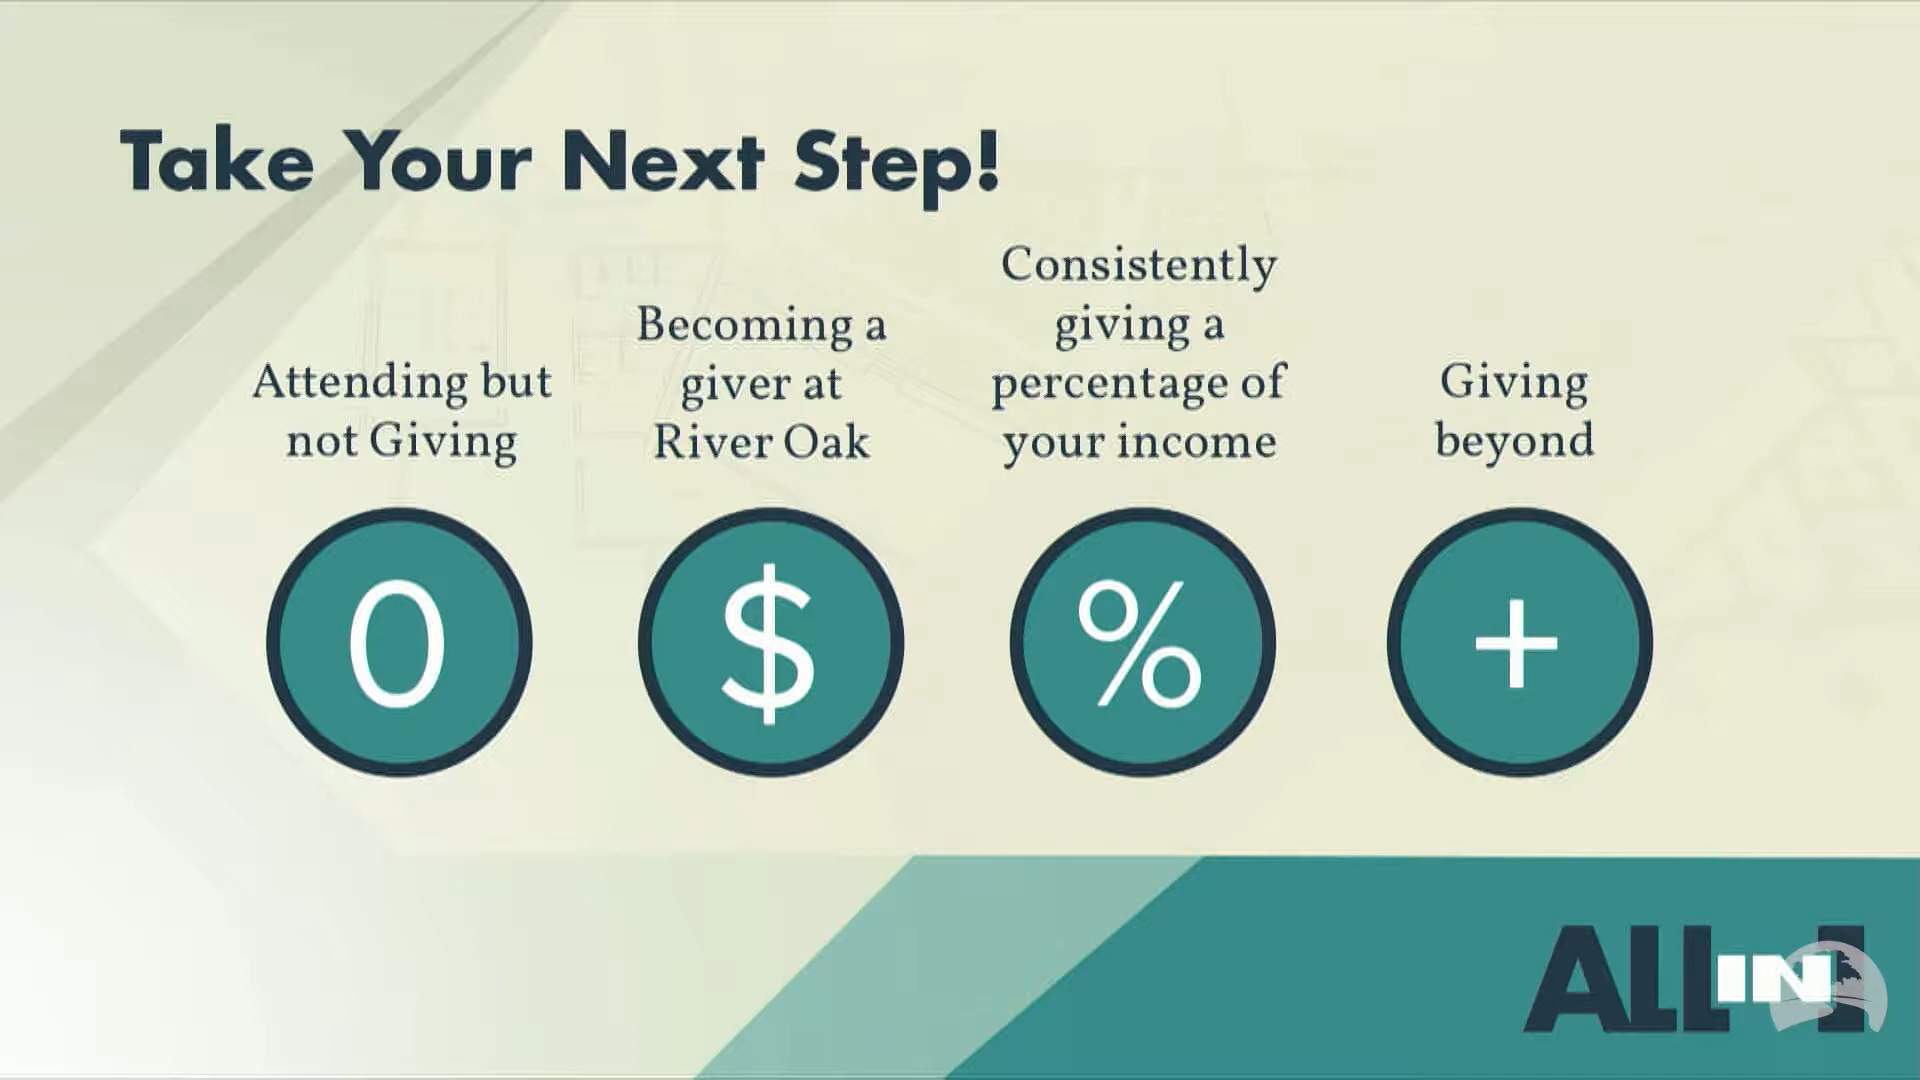 Take Your Next Step!
Attending but
not Giving
Becoming a
giver at
River Oak
Consistently
giving a
percentage of
your income
Giving
beyond
0
$
%
+
ALL
IN